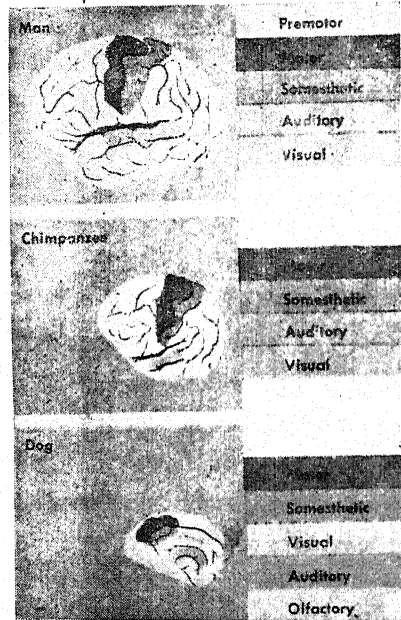 Man
Premotor
Motor
Somesthetic
Auditory
Visual
Chimpanzee
Motor
Somesthetic
Auditory
Visual
Dog
Motor
Somesthetic
Visual
Auditory
Olfactory